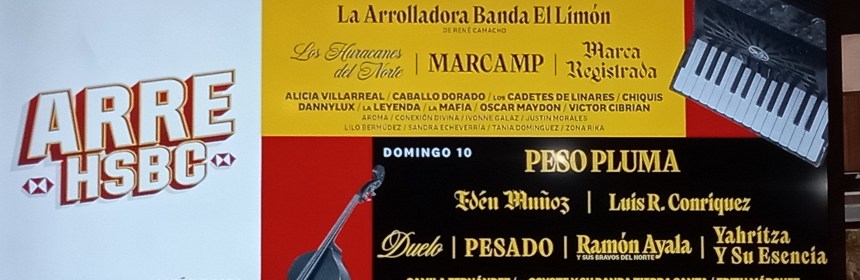 ARRE
HSBC
La Arrolladora Banda El Limón
DE RENÉ CAMACHO
Los Huracanes del Norte | MARCAMP | Marca Registrada
ALICIA VILLARREAL / CABALLO DORADO / LOS CADETES DE LINARES / CHIQUIS
DANNYLUX / LA LEYENDA / LA MAFIA / OSCAR MAYDON / VICTOR CIBRIAN
AROMA / CONEXIÓN DIVINA / IVONNE GALAZ / JUSTIN MORALES
LILO BERMÚDEZ / SANDRA ECHEVERRÍA / TANIA DOMINGUEZ / ZONA RIKA
DOMINGO 10
PESO PLUMA
Edén Muñoz | Luis R. Conriquez
Duelo | PESADO | Ramón Ayala Y SUS BRAVOS DEL NORTE | Yahritza Y Su Esencia